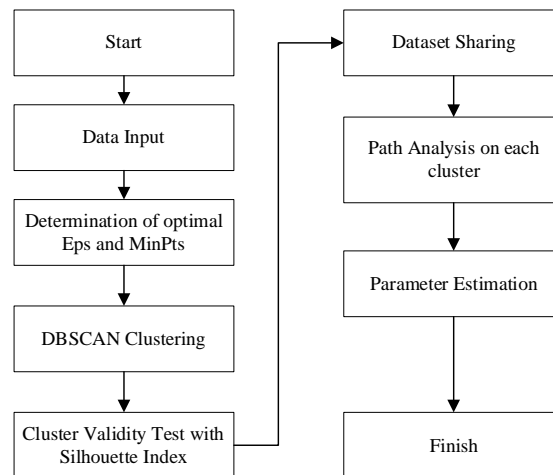 Start
Data Input
Determination of optimal
Eps and MinPts
DBSCAN Clustering
Cluster Validity Test with
Silhouette Index
Dataset Sharing
Path Analysis on each
cluster
Parameter Estimation
Finish